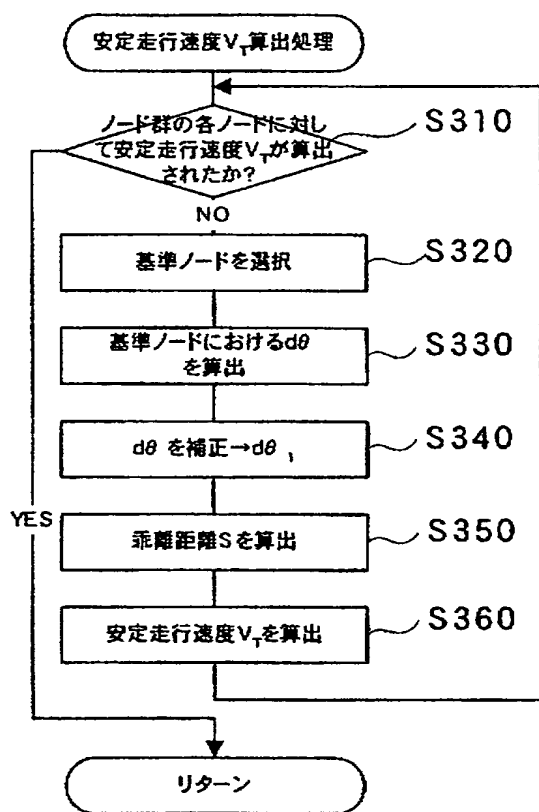 安定走行速度VT算出処理
ノード群の各ノードに対し
て安定走行速度VTが算出
されたか?
S310
NO
基準ノードを選択
S320
基準ノードにおけるdθ
を算出
S330
dθ を補正→dθ 1
S340
YES
乖離距離Sを算出
S350
安定走行速度VTを算出
S360
リターン